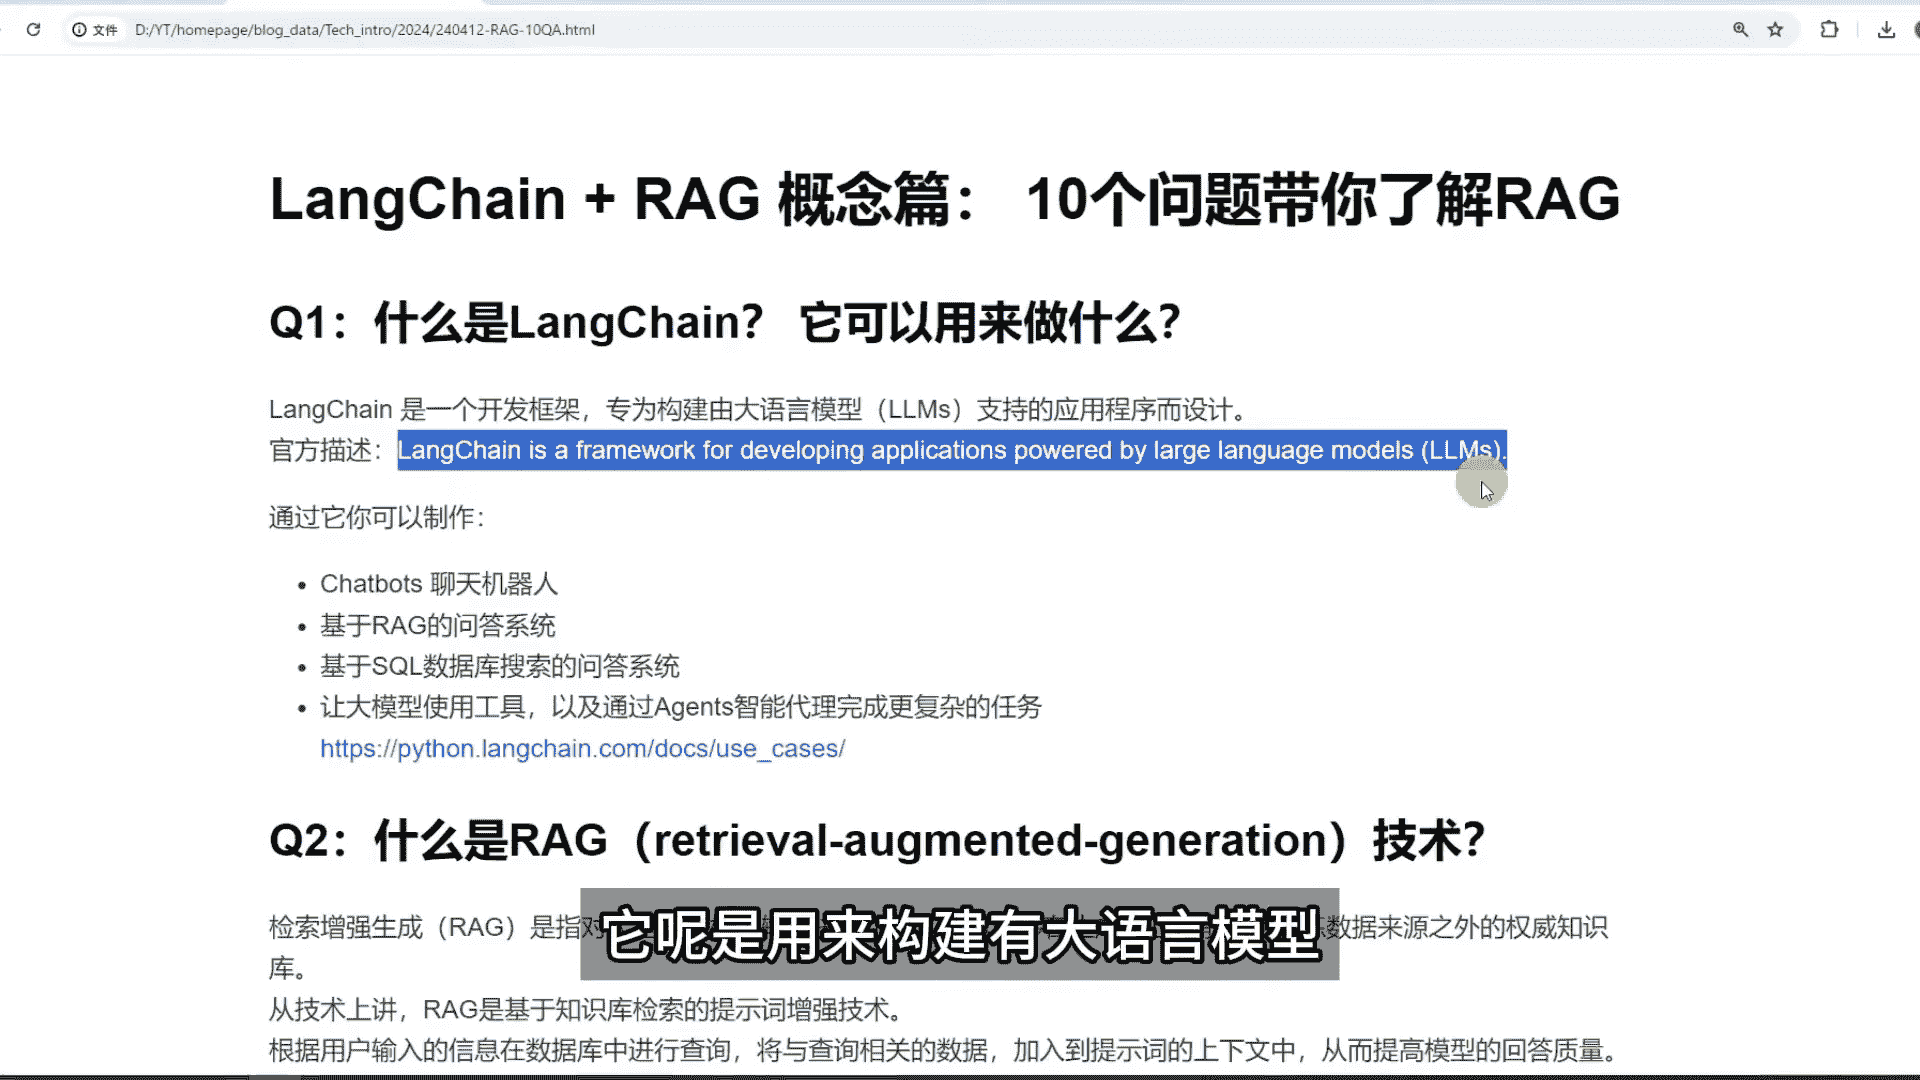 文件 D:/YT/homepage/blog_data/Tech_intro/2024/240412-RAG-10QA.html
LangChain + RAG 概念篇： 10个问题带你了解RAG
Q1：什么是LangChain？ 它可以用来做什么？
LangChain 是一个开发框架，专为构建由大语言模型（LLMs）支持的应用程序而设计。
官方描述：LangChain is a framework for developing applications powered by large language models (LLMs).
通过它你可以制作：
Chatbots 聊天机器人
基于RAG的问答系统
基于SQL数据库搜索的问答系统
让大模型使用工具，以及通过Agents智能代理完成更复杂的任务
https://python.langchain.com/docs/use_cases/
Q2：什么是RAG（retrieval-augmented-generation）技术？
检索增强生成（RAG）是指对
数据来源之外的权威知识
库。
它呢是用来构建有大语言模型
从技术上讲，RAG是基于知识库检索的提示词增强技术。
根据用户输入的信息在数据库中进行查询，将与查询相关的数据，加入到提示词的上下文中，从而提高模型的回答质量。